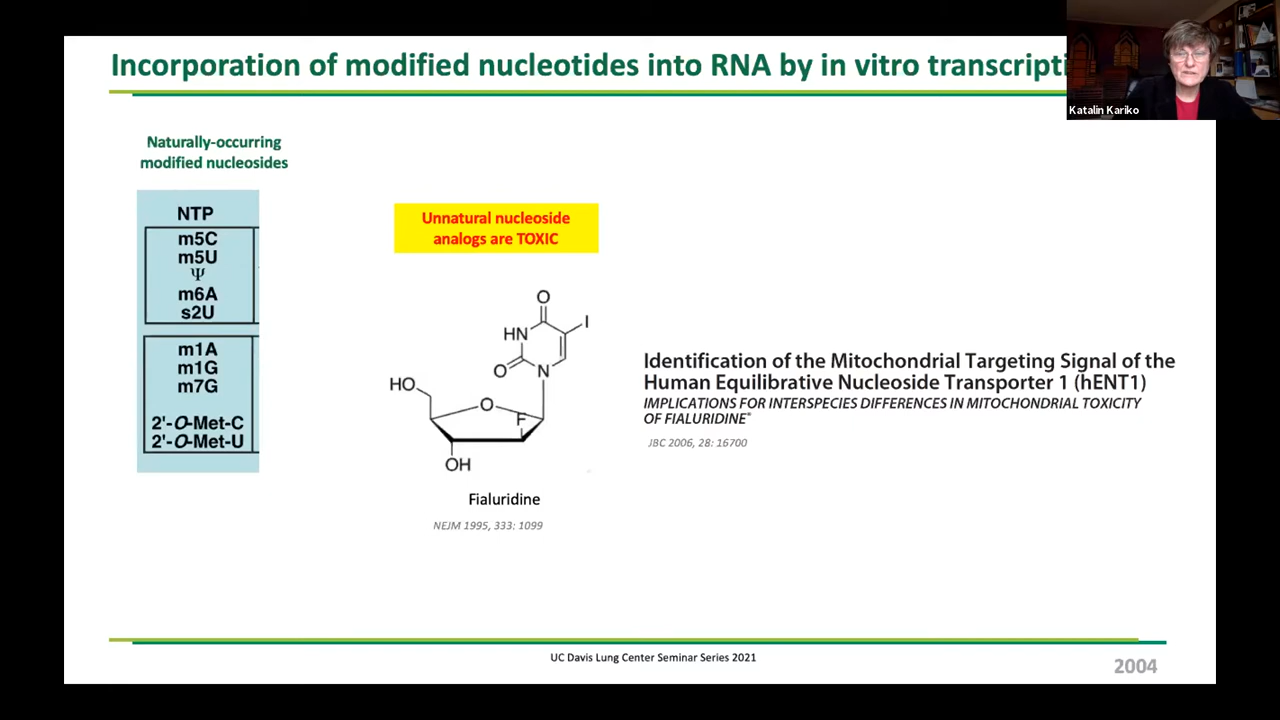 Incorporation of modified nucleotides into RNA by in vitro transcripti
Katalin Kariko
Naturally-occurring
modified nucleosides
NTP
m5C
m5U
Ψ
m6A
s2U
m1A
m1G
m7G
2'-O-Met-C
2'-O-Met-U
Unnatural nucleoside
analogs are TOXIC
O
I
HN
O
N
HO
O
F
OH
Fialuridine
NEJM 1995, 333: 1099
Identification of the Mitochondrial Targeting Signal of the
Human Equilibrative Nucleoside Transporter 1 (hENT1)
IMPLICATIONS FOR INTERSPECIES DIFFERENCES IN MITOCHONDRIAL TOXICITY
OF FIALURIDINE*
JBC 2006, 28: 16700
UC Davis Lung Center Seminar Series 2021
2004